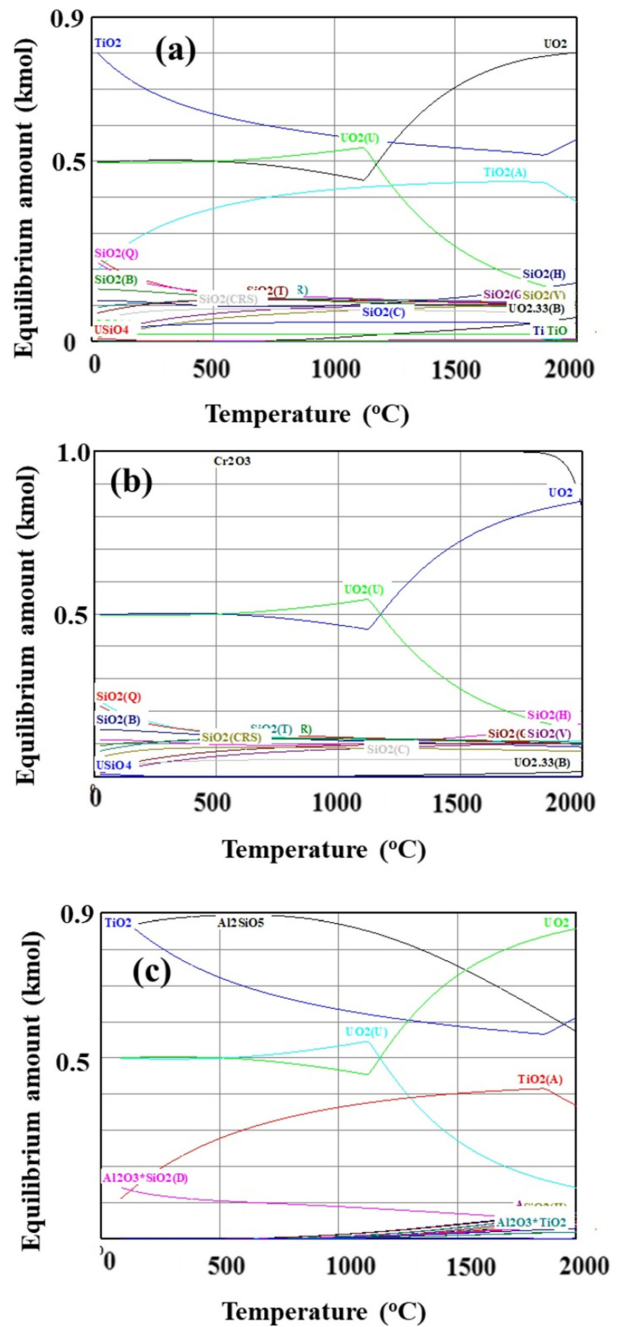 0.9
TiO2
(a)
UO2
UO2(U)
0.5
TiO2(A)
SiO2(Q)
SiO2(B)
SiO2(H)
SiO2(T)
R)
SiO2(CRS)
SiO2(C)
SiO2(V)
UO2.33(B)
USiO4
Ti
TiO
0
0
500
1000
1500
2000
Equilibrium amount (kmol)
Temperature (oC)
1.0
Cr2O3
(b)
UO2
UO2(U)
0.5
SiO2(Q)
SiO2(B)
SiO2(H)
SiO2(T)
R)
SiO2(CRS)
SiO2(C)
SiO2(V)
UO2.33(B)
USiO4
0
0
500
1000
1500
2000
Equilibrium amount (kmol)
Temperature (oC)
0.9
TiO2
Al2SiO5
UO2
(c)
UO2(U)
0.5
TiO2(A)
Al2O3*SiO2(D)
Al2O3*TiO2
0
0
500
1000
1500
2000
Equilibrium amount (kmol)
Temperature (oC)